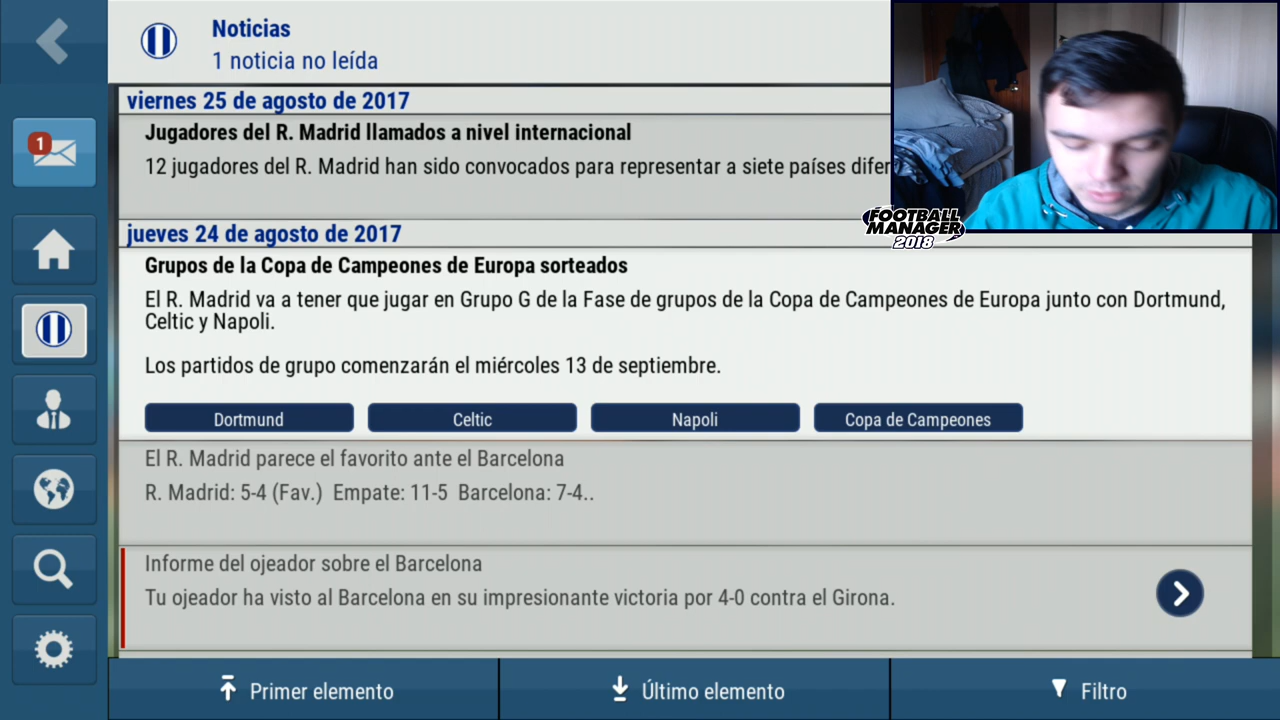 Noticias
1 noticia no leída
viernes 25 de agosto de 2017
Jugadores del R. Madrid llamados a nivel internacional
12 jugadores del R. Madrid han sido convocados para representar a siete países
FOOTBALL
MANAGER
2018
jueves 24 de agosto de 2017
Grupos de la Copa de Campeones de Europa sorteados
El R. Madrid va a tener que jugar en Grupo G de la Fase de grupos de la Copa de Campeones de Europa junto con Dortmund,
Celtic y Napoli.
Los partidos de grupo comenzarán el miércoles 13 de septiembre.
Dortmund
Celtic
Napoli
Copa de Campeones
El R. Madrid parece el favorito ante el Barcelona
R. Madrid: 5-4 (Fav.) Empate: 11-5 Barcelona: 7-4..
Informe del ojeador sobre el Barcelona
Tu ojeador ha visto al Barcelona en su impresionante victoria por 4-0 contra el Girona.
1
Primer elemento
Último elemento
Filtro